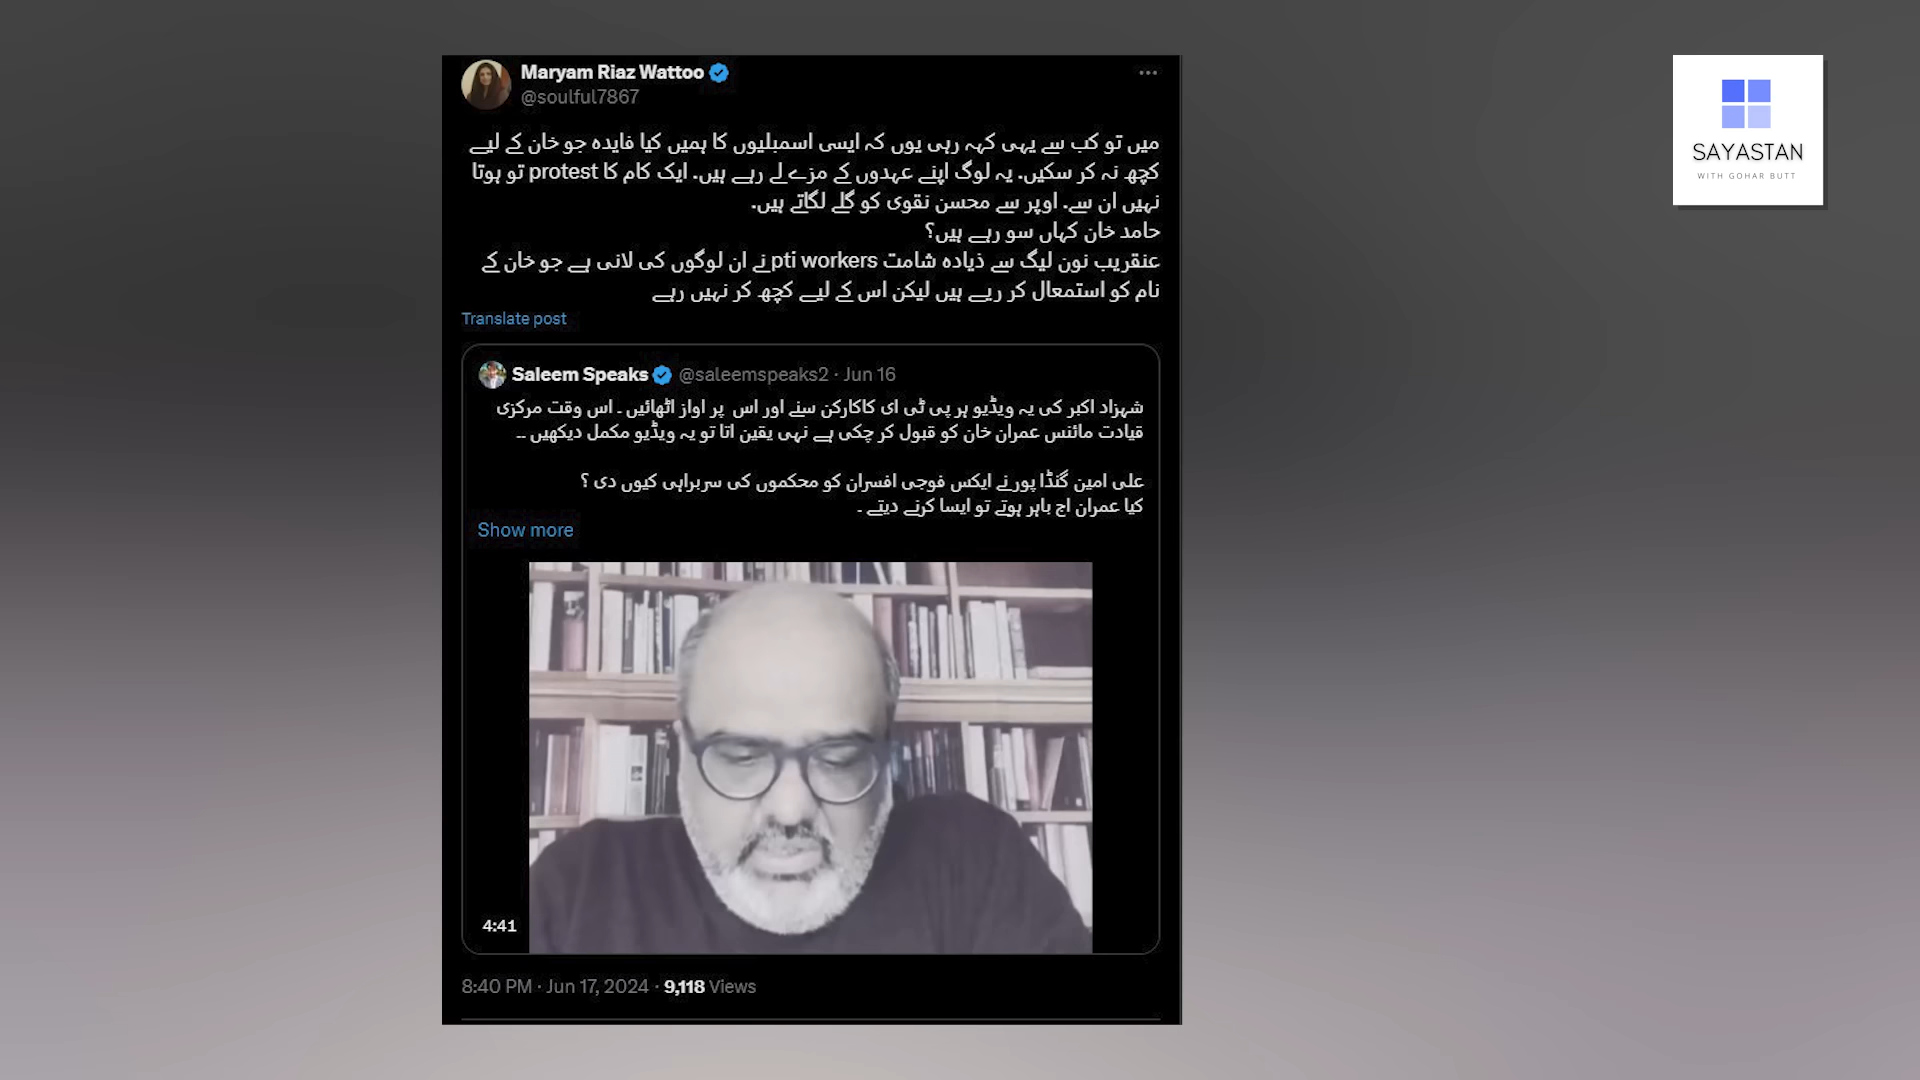 Maryam Riaz Wattoo
@soulful7867
میں تو کب سے یہی کہہ رہی یوں کہ ایسی اسمبلیوں کا ہمیں کیا فایدہ جو خان کے لیے
کچھ نہ کر سکیں. یہ لوگ اپنے عہدوں کے مزے لے رہے ہیں. ایک کام کا protest تو ہوتا
نہیں ان سے. اوپر سے محسن نقوی کو گلے لگاتے ہیں.
حامد خان کہاں سو رہے ہیں؟
عنقریب نون لیگ سے ذیادہ شامت pti workers نے ان لوگوں کی لانی ہے جو خان کے
نام کو استمعال کر ریے ہیں لیکن اس کے لیے کچھ کر نہیں رہے
Translate post
Saleem Speaks @saleemspeaks2 · Jun 16
شہزاد اکبر کی یہ ویڈیو ہر پی ٹی ای کاکارکن سنے اور اس پر اواز اٹھائیں ۔ اس وقت مرکزی
قیادت مائنس عمران خان کو قبول کر چکی ہے نہی یقین اتا تو یہ ویڈیو مکمل دیکھیں ۔۔
علی امین گنڈا پور نے ایکس فوجی افسران کو محکموں کی سربراہی کیوں دی ؟
کیا عمران اج باہر ہوتے تو ایسا کرنے دیتے ۔
Show more
4:41
8:40 PM · Jun 17, 2024 · 9,118 Views
SAYASTAN
WITH GOHAR BUTT